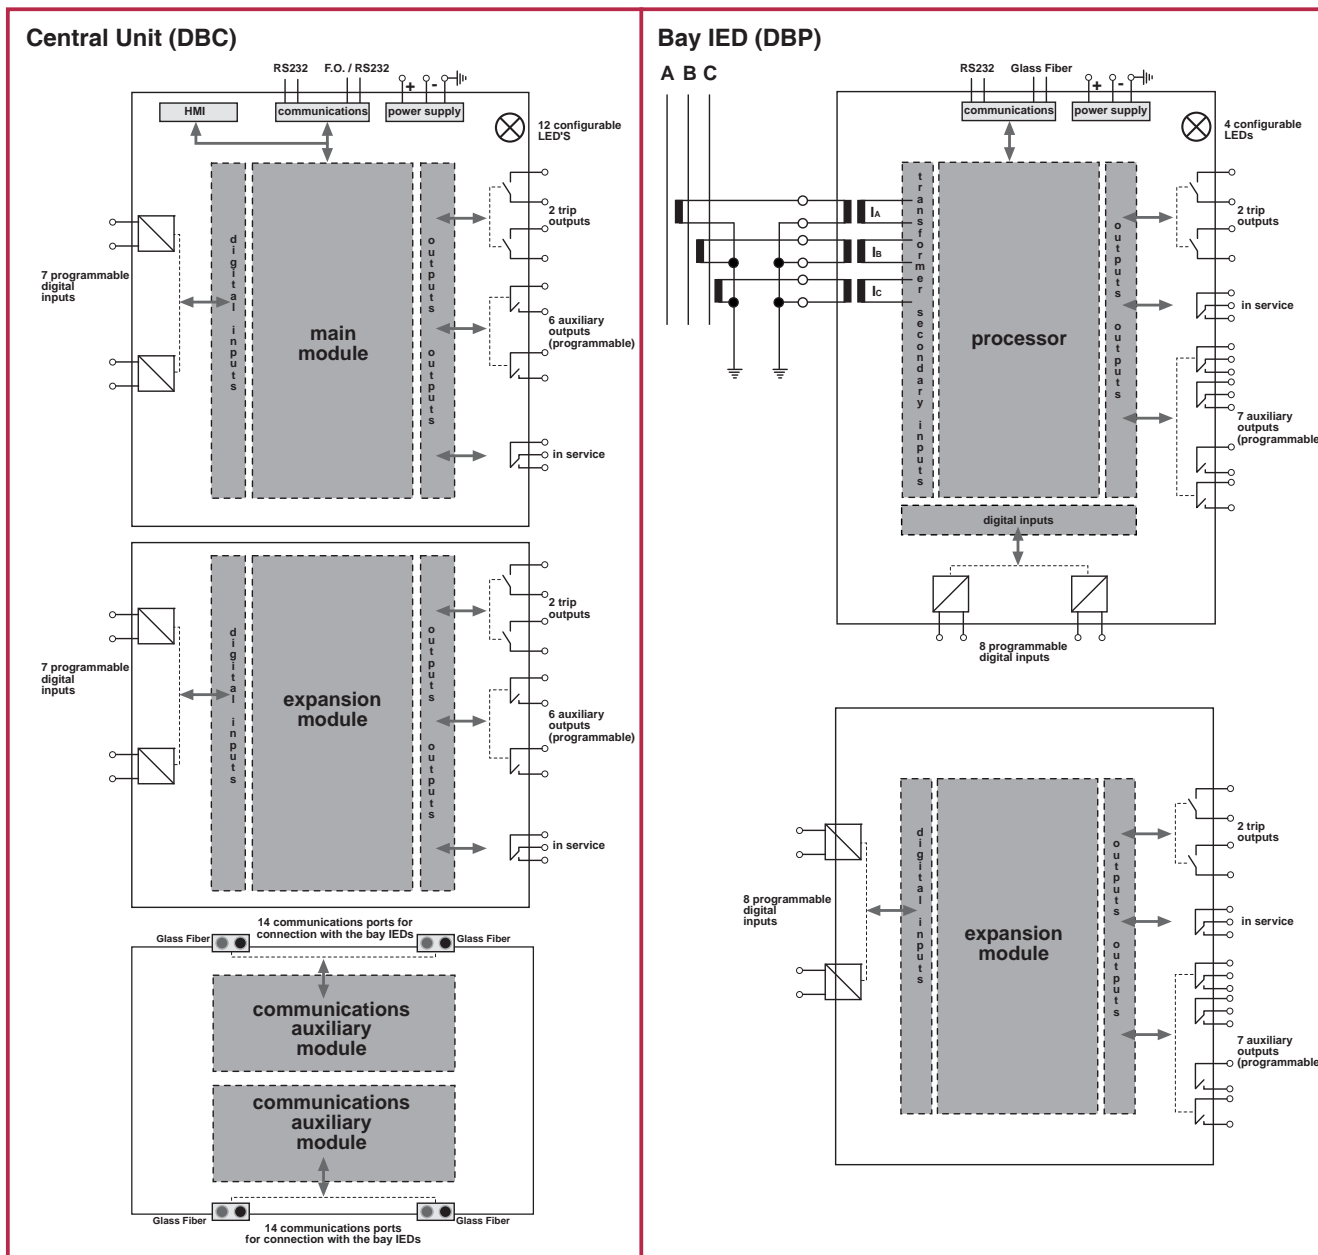 Central Unit (DBC)
RS232
F.O. / RS232
+
-
HMI
communications
power supply
12 configurable
LED'S
digital inputs
main
module
outputs outputs
2 trip
outputs
7 programmable
digital
inputs
6 auxiliary
outputs
(programmable)
in service
digital inputs
expansion
module
outputs outputs
2 trip
outputs
7 programmable
digital
inputs
6 auxiliary
outputs
(programmable)
in service
14 communications ports for
connection with the bay IEDs
Glass Fiber
Glass Fiber
communications
auxiliary
module
communications
auxiliary
module
Glass Fiber
Glass Fiber
14 communications ports
for connection with the bay IEDs
Bay IED (DBP)
A B C
RS232
Glass Fiber
+
-
communications
power supply
4 configurable
LEDs
IA
IB
IC
transformer secondary inputs
processor
outputs outputs
2 trip
outputs
in service
7 auxiliary
outputs
(programmable
digital inputs
8 programmable
digital inputs
digital inputs
expansion
module
outputs outputs
2 trip
outputs
8 programmable
digital
inputs
in service
7 auxiliary
outputs
(programmable